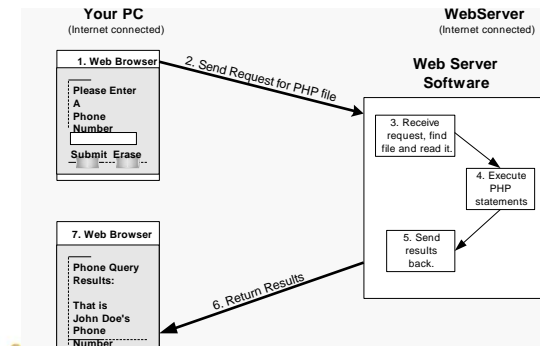 Your PC
(Internet connected)
WebServer
(Internet connected)
1. Web Browser
Please Enter
A
Phone
Number
Submit Erase
2. Send Request for PHP file
Web Server
Software
3. Receive
request, find
file and read it.
4. Execute
PHP
statements
5. Send
results
back.
6. Return Results
7. Web Browser
Phone Query
Results:
That is
John Doe's
Phone
Number